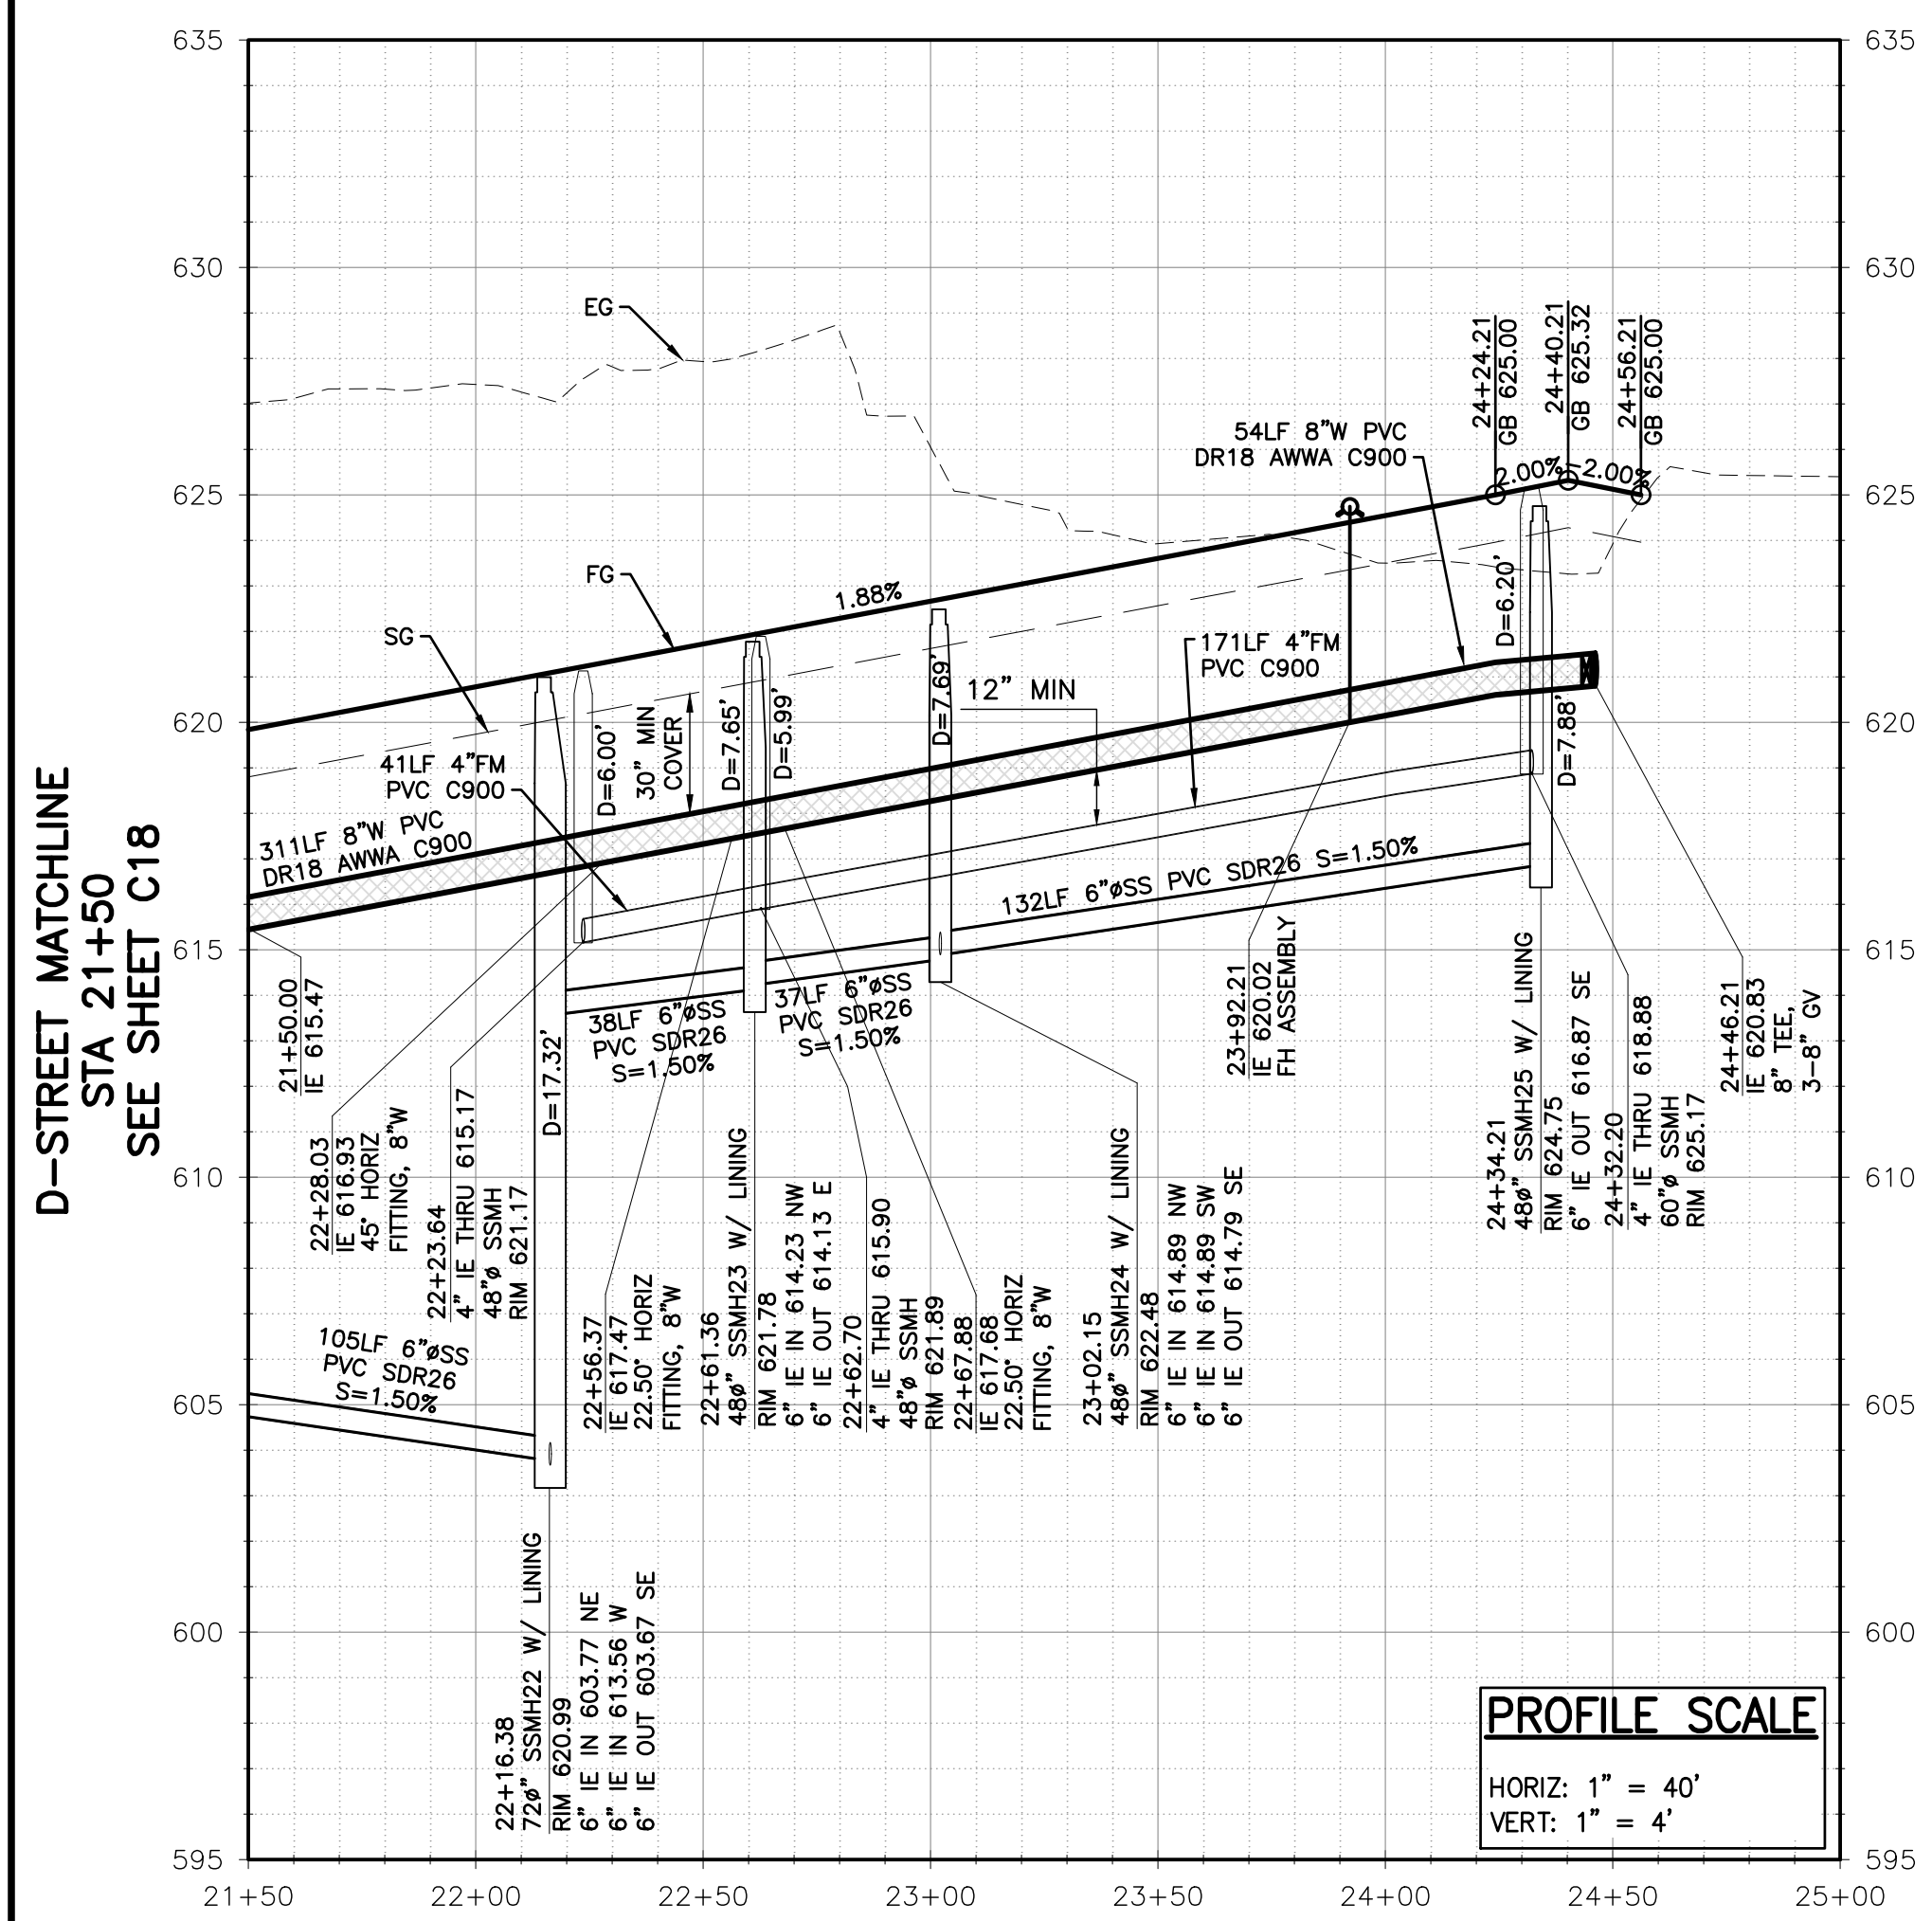 D-STREET MATCHLINE
STA 21+50
SEE SHEET C18
635
630
625
620
615
610
605
600
595
635
630
625
620
615
610
605
600
595
21+50
22+00
22+50
23+00
23+50
24+00
24+50
25+00
EG
FG
SG
1.88%
2.00%
-2.00%
24+24.21
GB 625.00
24+40.21
GB 625.32
24+56.21
GB 625.00
54LF 8"W PVC
DR18 AWWA C900
171LF 4"FM
PVC C900
12" MIN
30" MIN
COVER
41LF 4"FM
PVC C900
311LF 8"W PVC
DR18 AWWA C900
D=6.00'
D=7.65'
D=5.99'
D=7.69'
D=6.20'
D=7.88'
D=17.32'
132LF 6"øSS PVC SDR26 S=1.50%
38LF 6"øSS
PVC SDR26
S=1.50%
37LF 6"øSS
PVC SDR26
S=1.50%
105LF 6"øSS
PVC SDR26
S=1.50%
21+50.00
IE 615.47
22+28.03
IE 616.93
45° HORIZ
FITTING, 8"W
22+23.64
4" IE THRU 615.17
48"ø SSMH
RIM 621.17
22+16.38
72ø" SSMH22 W/ LINING
RIM 620.99
6" IE IN 603.77 NE
6" IE IN 613.56 W
6" IE OUT 603.67 SE
22+56.37
IE 617.47
22.50° HORIZ
FITTING, 8"W
22+61.36
48ø" SSMH23 W/ LINING
RIM 621.78
6" IE IN 614.23 NW
6" IE OUT 614.13 E
22+62.70
4" IE THRU 615.90
48"ø SSMH
RIM 621.89
22+67.88
IE 617.68
22.50° HORIZ
FITTING, 8"W
23+02.15
48ø" SSMH24 W/ LINING
RIM 622.48
6" IE IN 614.89 NW
6" IE IN 614.89 SW
6" IE OUT 614.79 SE
23+92.21
IE 620.02
FH ASSEMBLY
24+34.21
48ø" SSMH25 W/ LINING
RIM 624.75
6" IE OUT 616.87 SE
24+32.20
4" IE THRU 618.88
60"ø SSMH
RIM 625.17
24+46.21
IE 620.83
8" TEE,
3-8" GV
PROFILE SCALE
HORIZ: 1" = 40'
VERT: 1" = 4'